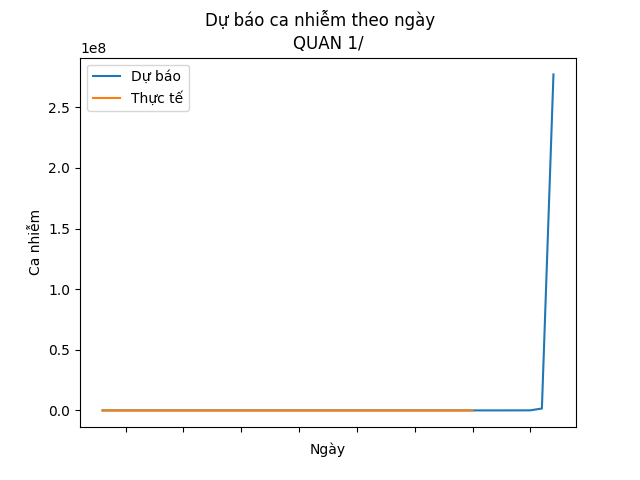 Dự báo ca nhiễm theo ngày
QUAN 1/
1e8
Dự báo
Thực tế
2.5
2.0
1.5
1.0
0.5
0.0
Ca nhiễm
Ngày